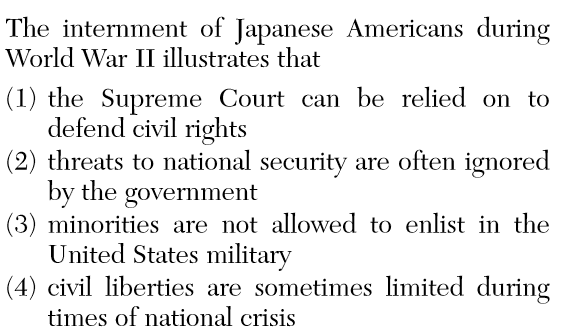 The internment of Japanese Americans during
World War II illustrates that
(1) the Supreme Court can be relied on to
defend civil rights
(2) threats to national security are often ignored
by the government
(3) minorities are not allowed to enlist in the
United States military
(4) civil liberties are sometimes limited during
times of national crisis